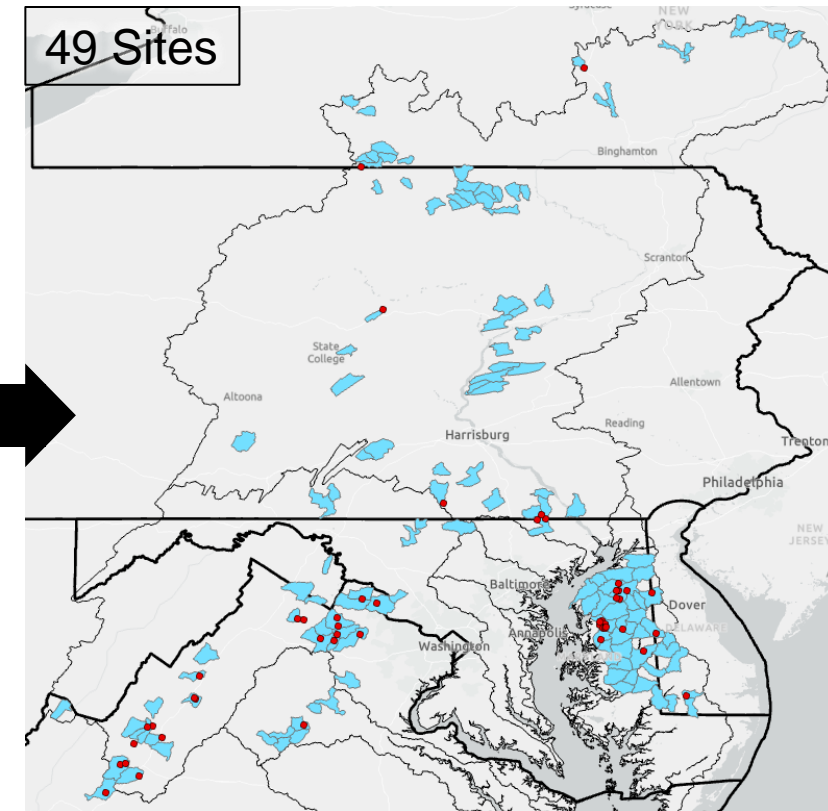 49 Sites
Buffalo
Syracuse
NEW
YORK
Binghamton
Scranton
State
College
Altoona
Allentown
Harrisburg
Reading
Trenton
Philadelphia
NEW
JERSEY
Baltimore
Dover
Annapolis
DELAWARE
Washington